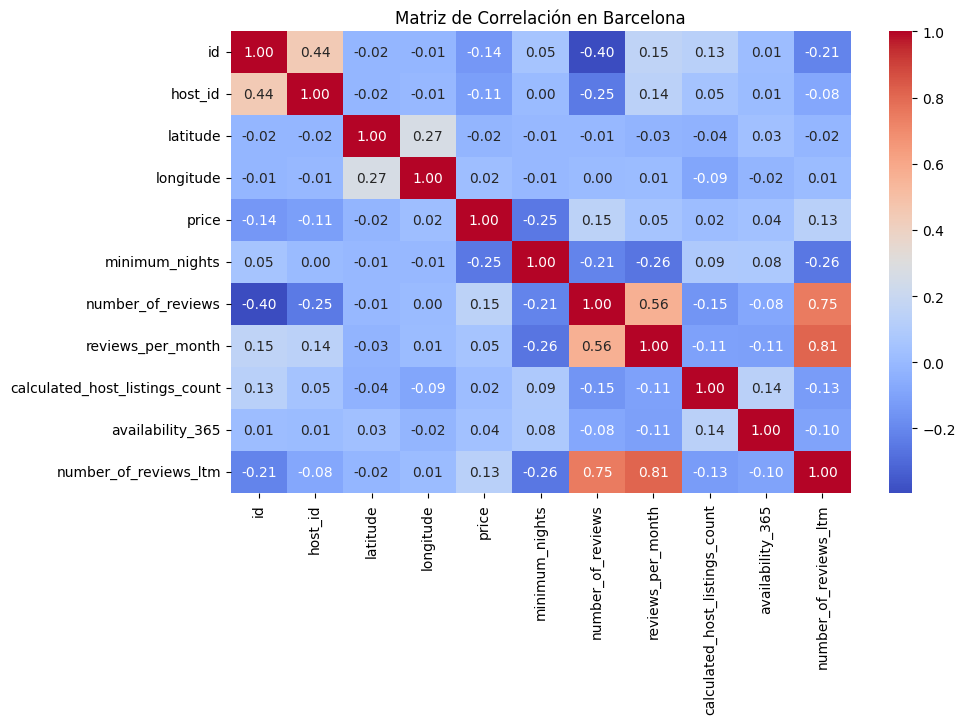 Matriz de Correlación en Barcelona
id 1.00 0.44 -0.02 -0.01 -0.14 0.05 -0.40 0.15 0.13 0.01 -0.21
host_id 0.44 1.00 -0.02 -0.01 -0.11 0.00 -0.25 0.14 0.05 0.01 -0.08
latitude -0.02 -0.02 1.00 0.27 -0.02 -0.01 -0.01 -0.03 -0.04 0.03 -0.02
longitude -0.01 -0.01 0.27 1.00 0.02 -0.01 0.00 0.01 -0.09 -0.02 0.01
price -0.14 -0.11 -0.02 0.02 1.00 -0.25 0.15 0.05 0.02 0.04 0.13
minimum_nights 0.05 0.00 -0.01 -0.01 -0.25 1.00 -0.21 -0.26 0.09 0.08 -0.26
number_of_reviews -0.40 -0.25 -0.01 0.00 0.15 -0.21 1.00 0.56 -0.15 -0.08 0.75
reviews_per_month 0.15 0.14 -0.03 0.01 0.05 -0.26 0.56 1.00 -0.11 -0.11 0.81
calculated_host_listings_count 0.13 0.05 -0.04 -0.09 0.02 0.09 -0.15 -0.11 1.00 0.14 -0.13
availability_365 0.01 0.01 0.03 -0.02 0.04 0.08 -0.08 -0.11 0.14 1.00 -0.10
number_of_reviews_ltm -0.21 -0.08 -0.02 0.01 0.13 -0.26 0.75 0.81 -0.13 -0.10 1.00
id
host_id
latitude
longitude
price
minimum_nights
number_of_reviews
reviews_per_month
calculated_host_listings_count
availability_365
number_of_reviews_ltm
1.0
0.8
0.6
0.4
0.2
0.0
−0.2